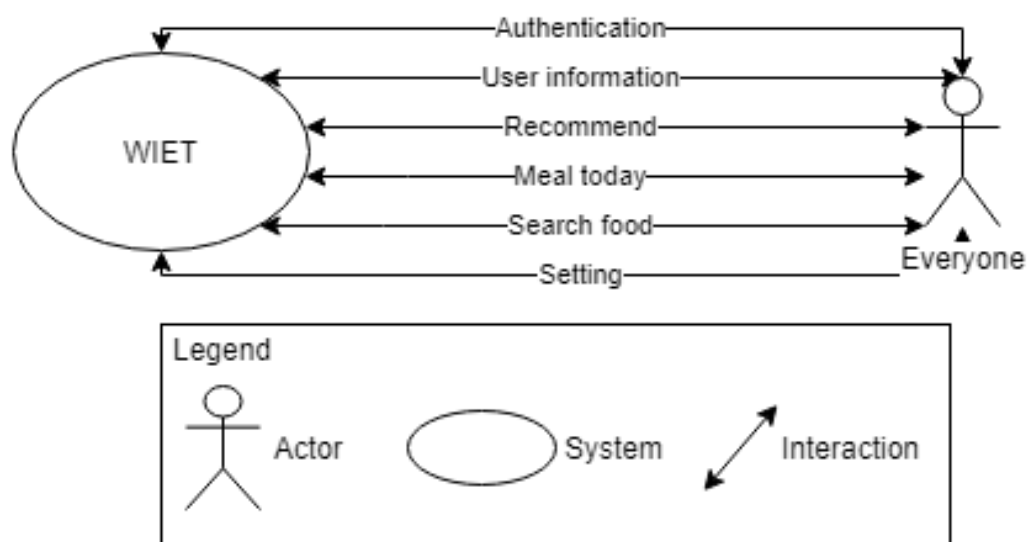 Authentication
User information
Recommend
WIET
Meal today
Search food
Everyone
Setting
Legend
Actor
System
Interaction